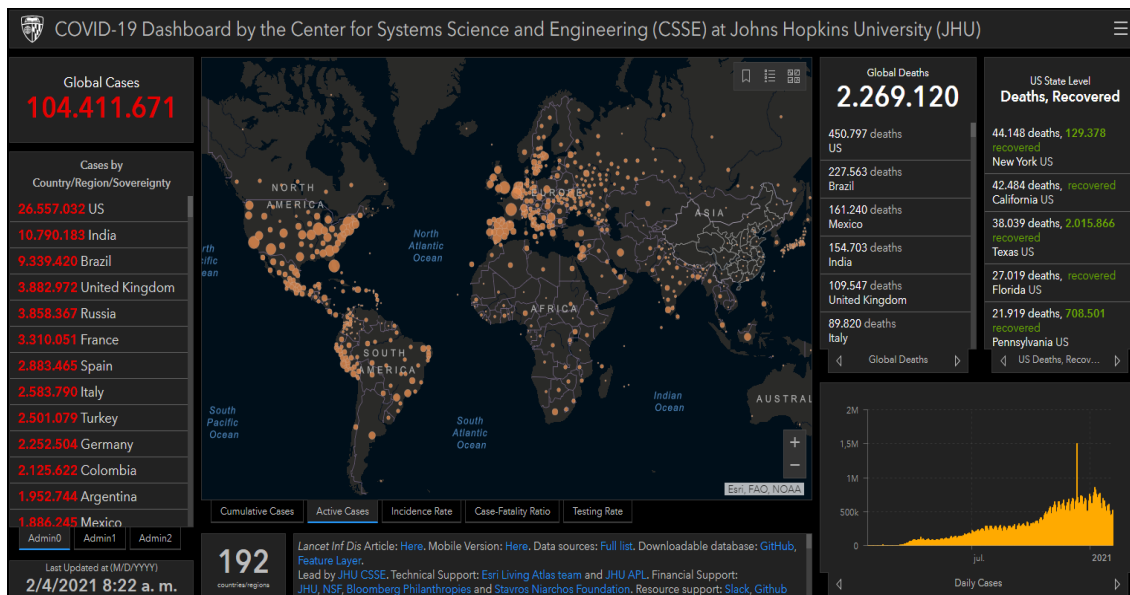 COVID-19 Dashboard by the Center for Systems Science and Engineering (CSSE) at Johns Hopkins University (JHU)
Global Cases
104.411.671
Cases by
Country/Region/Sovereignty
26.557.032 US
10.790.183 India
9.339.420 Brazil
3.882.972 United Kingdom
3.858.367 Russia
3.310.051 France
2.883.465 Spain
2.583.790 Italy
2.501.079 Turkey
2.252.504 Germany
2.125.622 Colombia
1.952.744 Argentina
1.886.245 Mexico
Admin0
Admin1
Admin2
Last Updated at (M/D/YYYY)
2/4/2021 8:22 a. m.
NORTH
AMERICA
EUROPE
ASIA
North
Atlantic
Ocean
rth
ific
ean
AFRICA
SOUTH
AMERICA
Indian
Ocean
AUSTRAL
South
Pacific
Ocean
South
Atlantic
Ocean
+
−
Esri, FAO, NOAA
Cumulative Cases
Active Cases
Incidence Rate
Case-Fatality Ratio
Testing Rate
192
countries/regions
Lancet Inf Dis Article: Here. Mobile Version: Here. Data sources: Full list. Downloadable database: GitHub,
Feature Layer.
Lead by JHU CSSE. Technical Support: Esri Living Atlas team and JHU APL. Financial Support:
JHU, NSF, Bloomberg Philanthropies and Stavros Niarchos Foundation. Resource support: Slack, Github
Global Deaths
2.269.120
450.797 deaths
US
227.563 deaths
Brazil
161.240 deaths
Mexico
154.703 deaths
India
109.547 deaths
United Kingdom
89.820 deaths
Italy
Global Deaths
US State Level
Deaths, Recovered
44.148 deaths, 129.378
recovered
New York US
42.484 deaths, recovered
California US
38.039 deaths, 2.015.866
recovered
Texas US
27.019 deaths, recovered
Florida US
21.919 deaths, 708.501
recovered
Pennsylvania US
US Deaths, Recov...
2M
1,5M
1M
500k
0
jul.
2021
Daily Cases